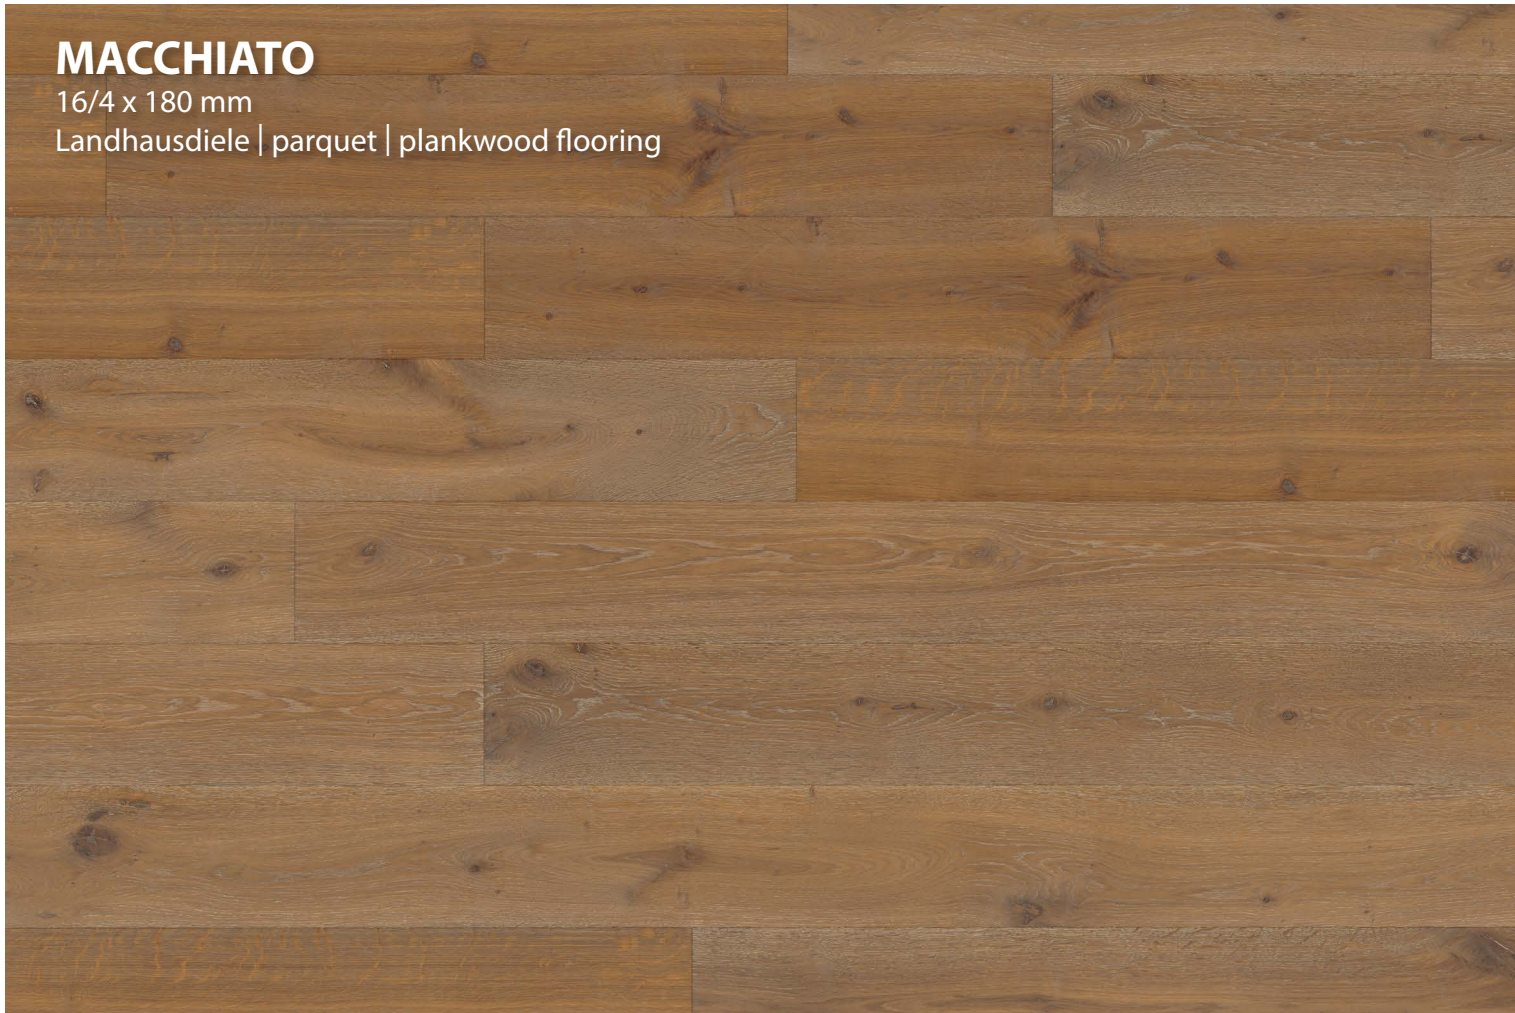 MACCHIATO
16/4 x 180 mm
Landhausdiele | parquet | plankwood flooring